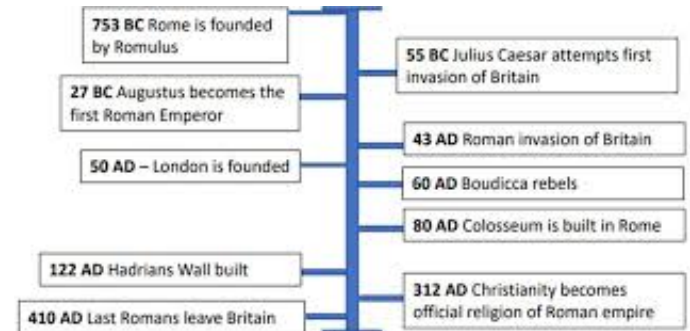 753 BC Rome is founded
by Romulus
55 BC Julius Caesar attempts first
invasion of Britain
27 BC Augustus becomes the
first Roman Emperor
43 AD Roman invasion of Britain
50 AD – London is founded
60 AD Boudicca rebels
80 AD Colosseum is built in Rome
122 AD Hadrians Wall built
312 AD Christianity becomes
official religion of Roman empire
410 AD Last Romans leave Britain